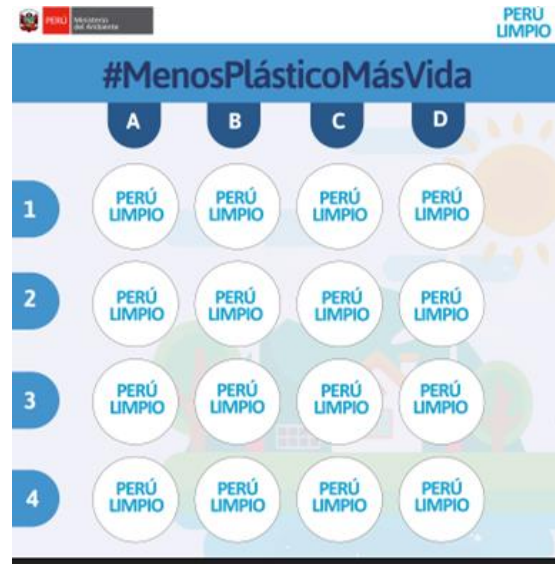 PERÚ Ministerio del Ambiente
PERÚ
LIMPIO
#MenosPlásticoMásVida
A B C D
1
PERÚ LIMPIO PERÚ LIMPIO PERÚ LIMPIO PERÚ LIMPIO
2
PERÚ LIMPIO PERÚ LIMPIO PERÚ LIMPIO PERÚ LIMPIO
3
PERÚ LIMPIO PERÚ LIMPIO PERÚ LIMPIO PERÚ LIMPIO
4
PERÚ LIMPIO PERÚ LIMPIO PERÚ LIMPIO PERÚ LIMPIO